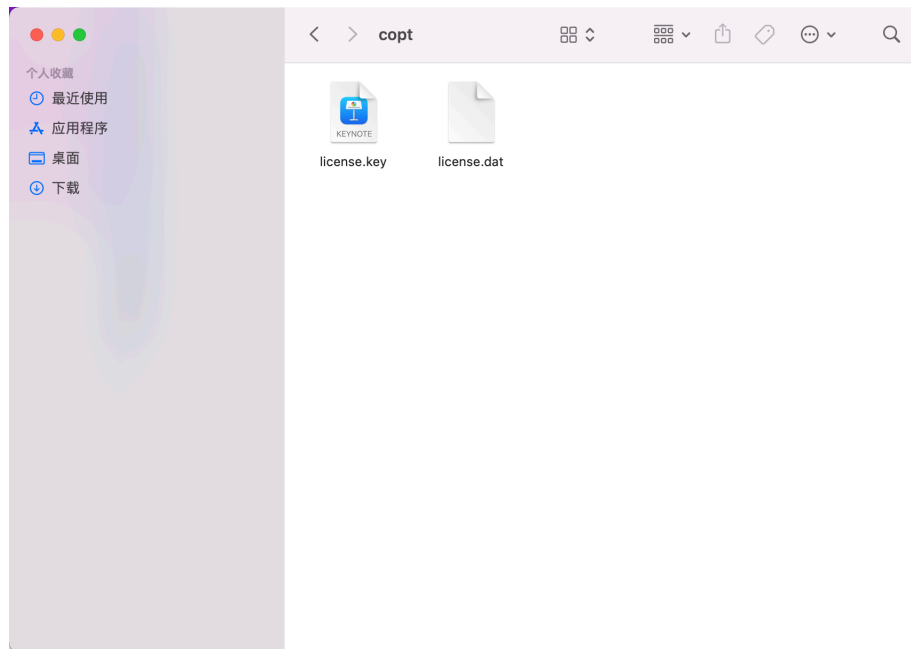 copt
个人收藏
最近使用
应用程序
桌面
下载
KEYNOTE
license.key
license.dat